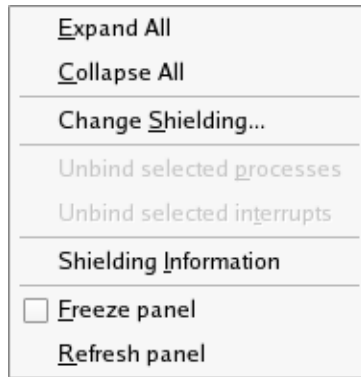 Expand All
Collapse All
Change Shielding...
Unbind selected processes
Unbind selected interrupts
Shielding Information
Freeze panel
Refresh panel